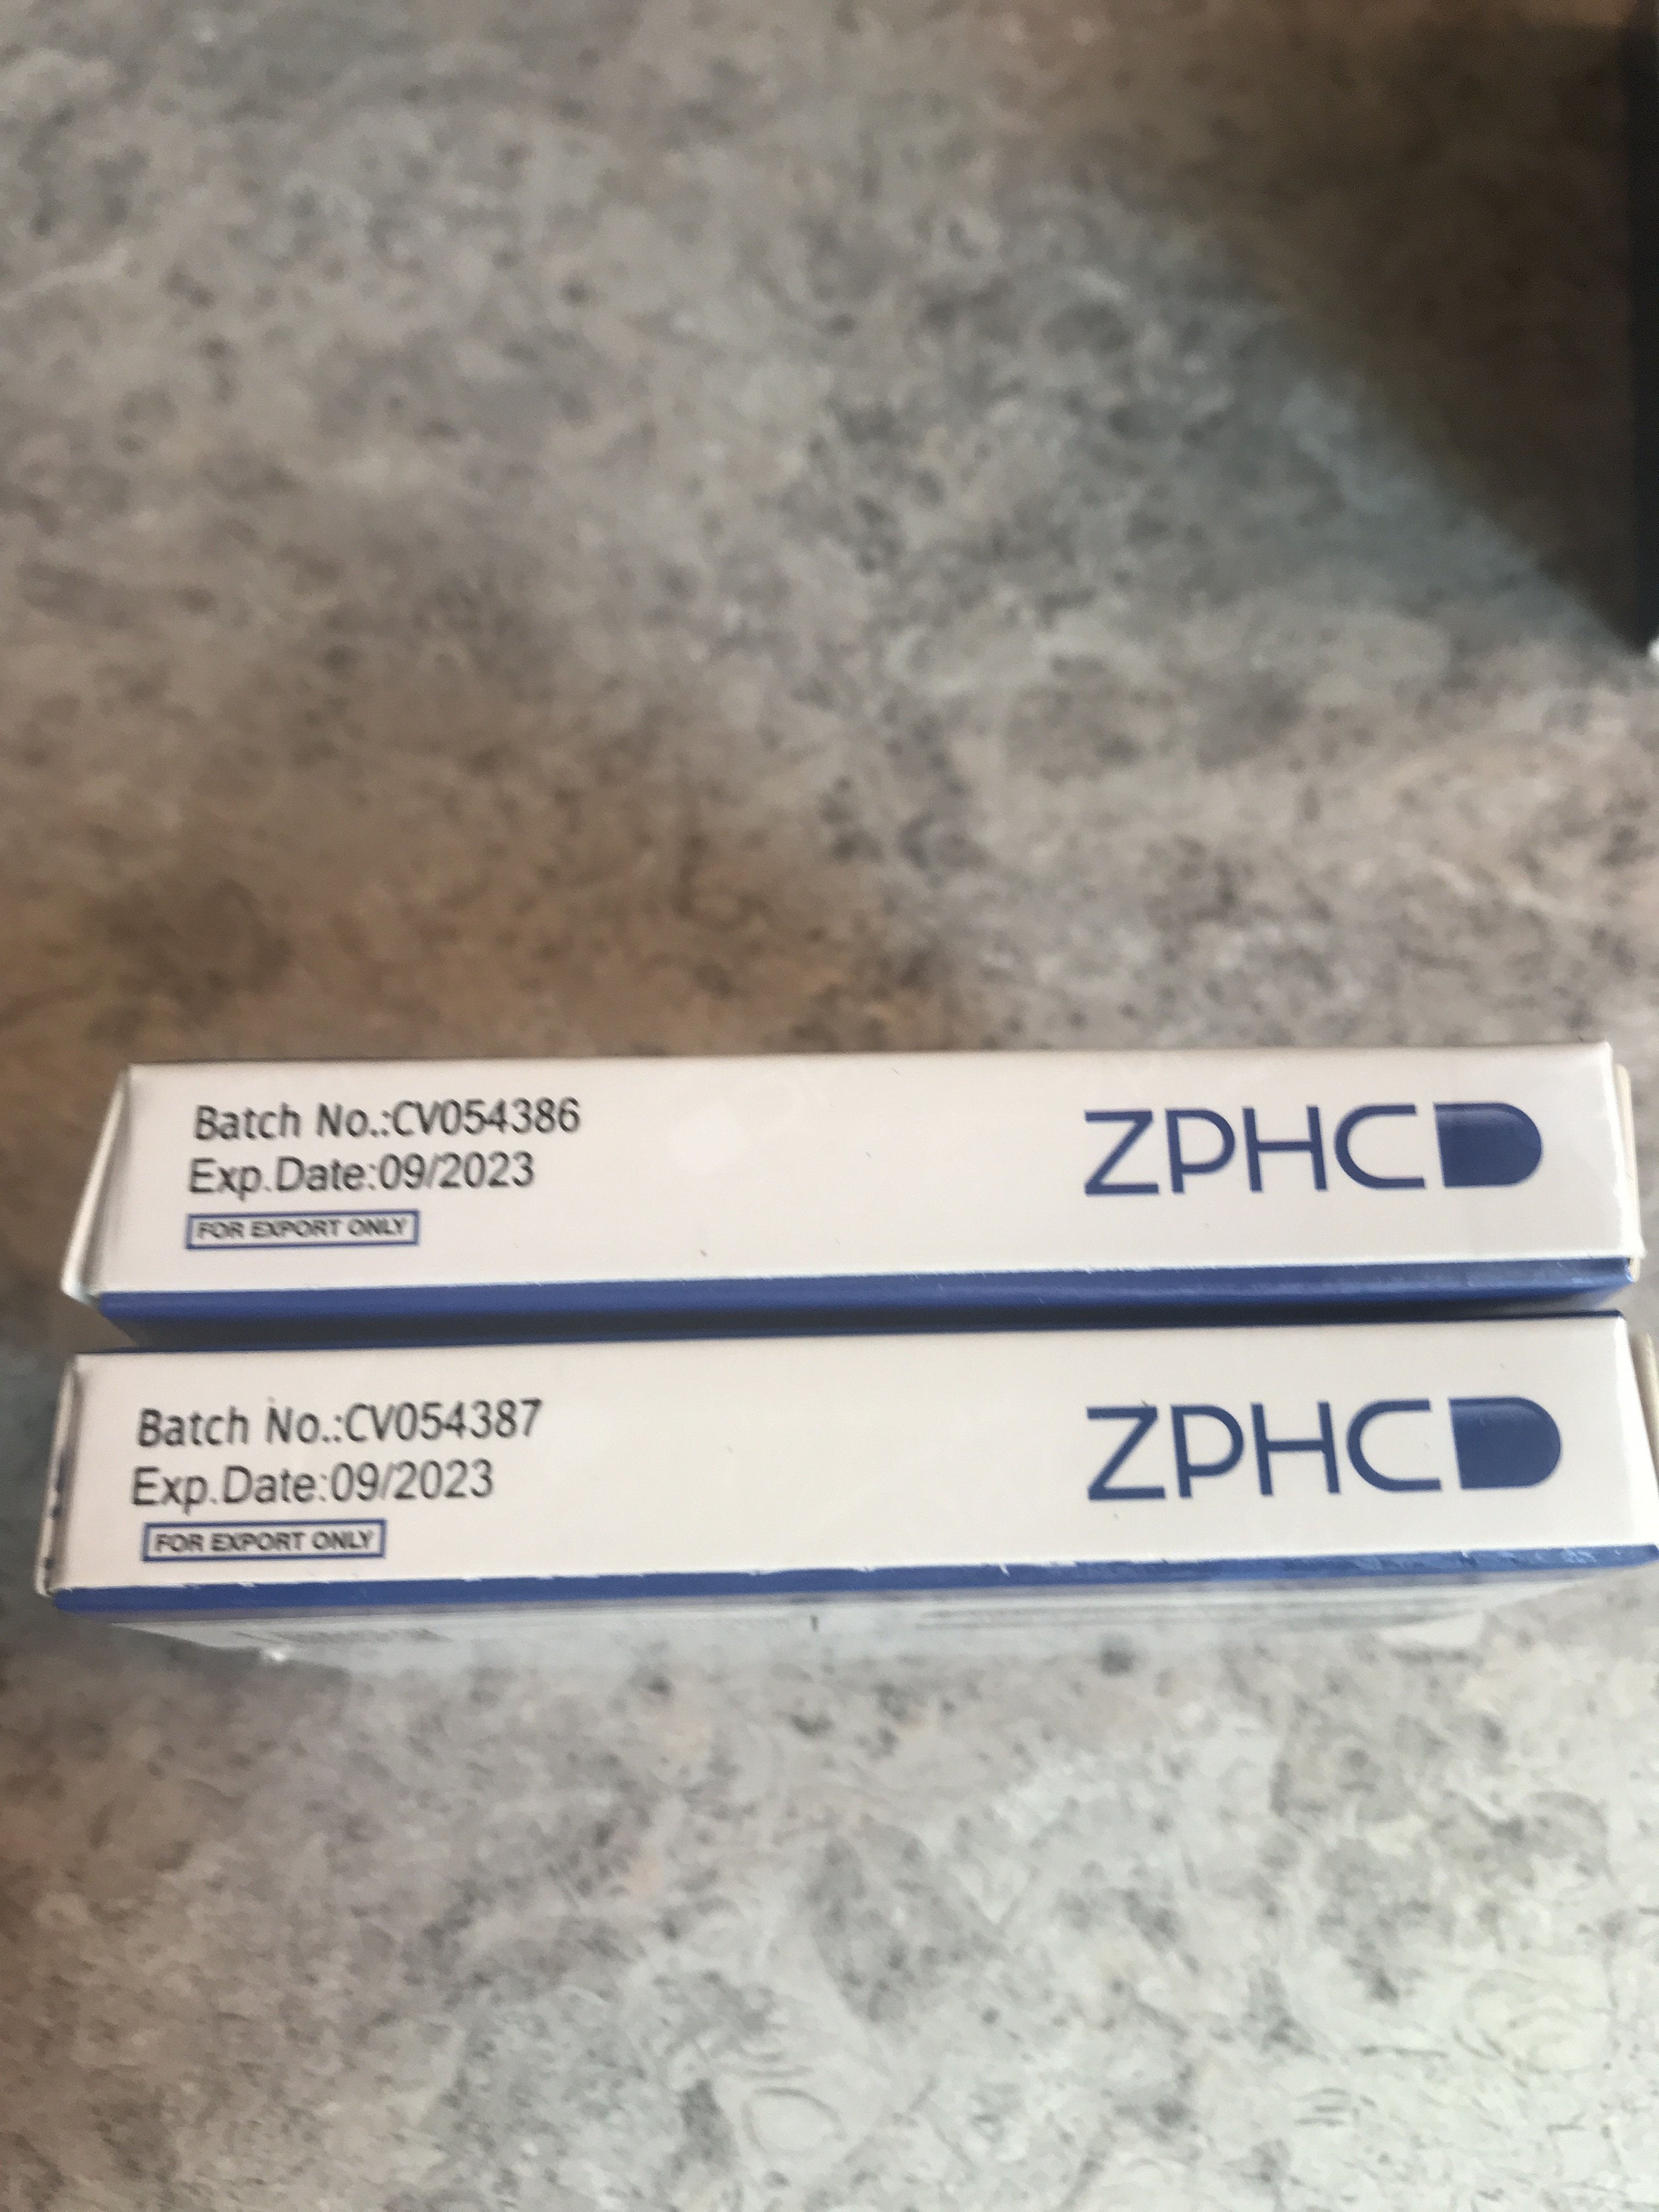 Batch No.:CV054386
Exp.Date:09/2023
FOR EXPORT ONLY
ZPHC
Batch No.:CV054387
Exp.Date:09/2023
FOR EXPORT ONLY
ZPHC